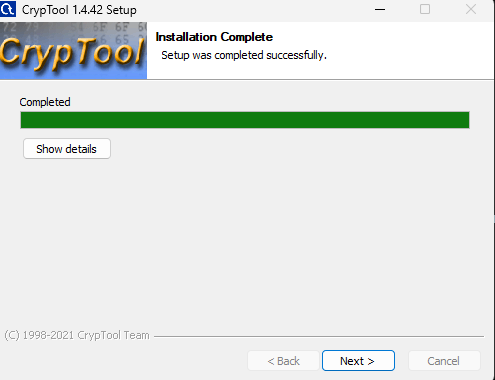 CrypTool 1.4.42 Setup
CrypTool
Installation Complete
Setup was completed successfully.
Completed
Show details
(C) 1998-2021 CrypTool Team
< Back
Next >
Cancel